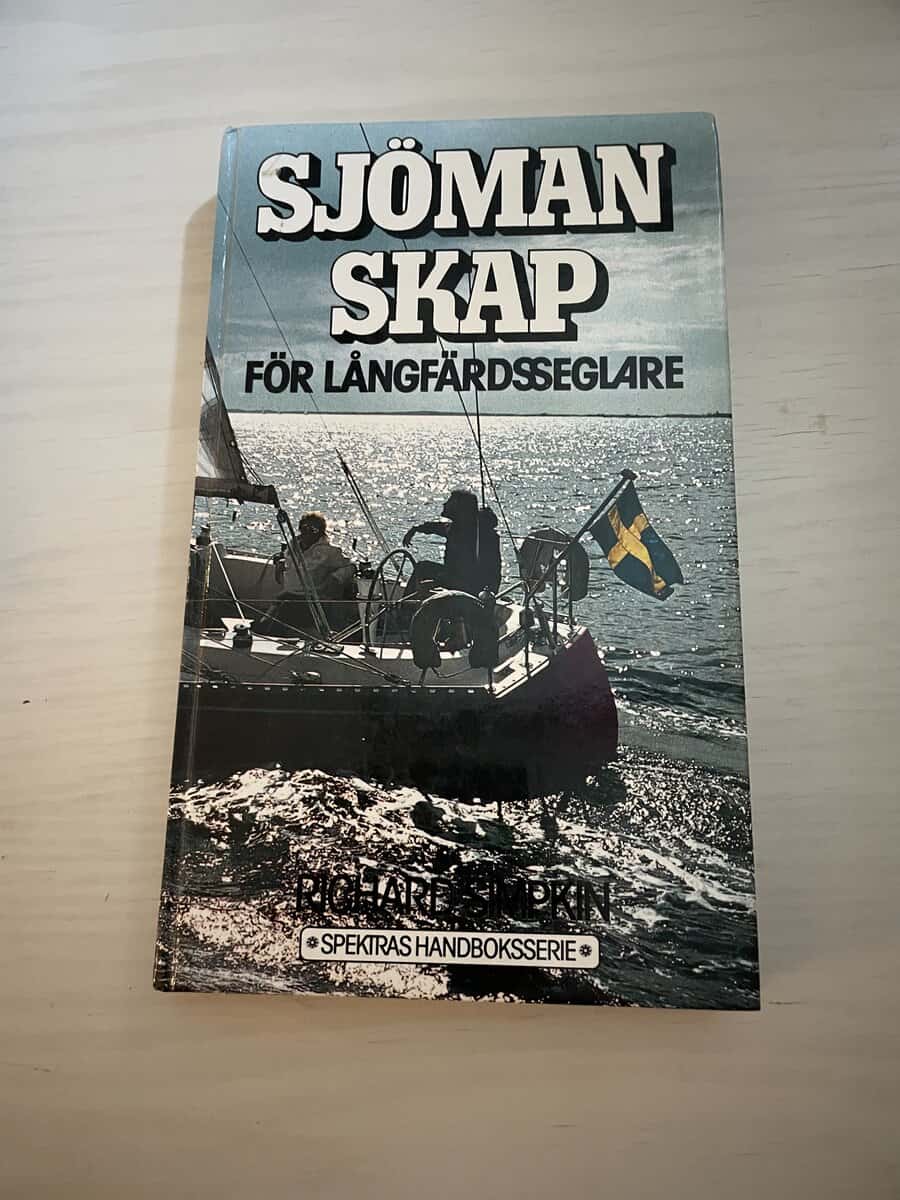 SJÖMAN
SKAP
FÖR LÅNGFÄRDSSEGLARE
RICHARD SIMPKIN
* SPEKTRAS HANDBOKSSERIE *